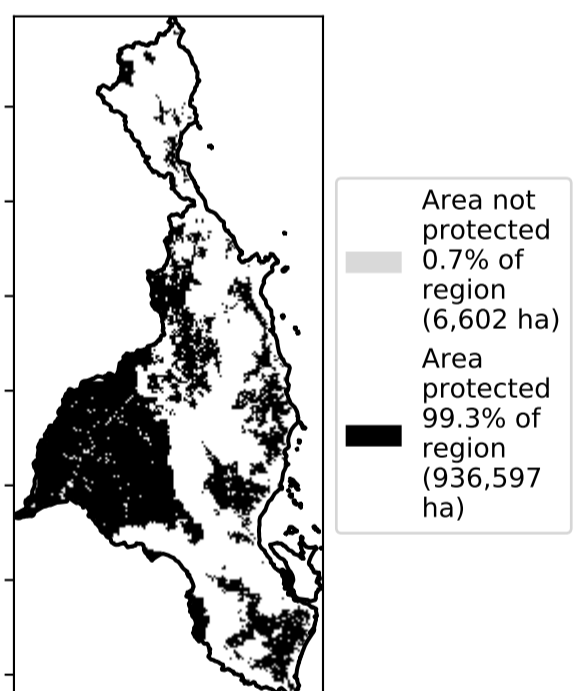 Area not
protected
0.7% of
region
(6,602 ha)
Area
protected
99.3% of
region
(936,597
ha)